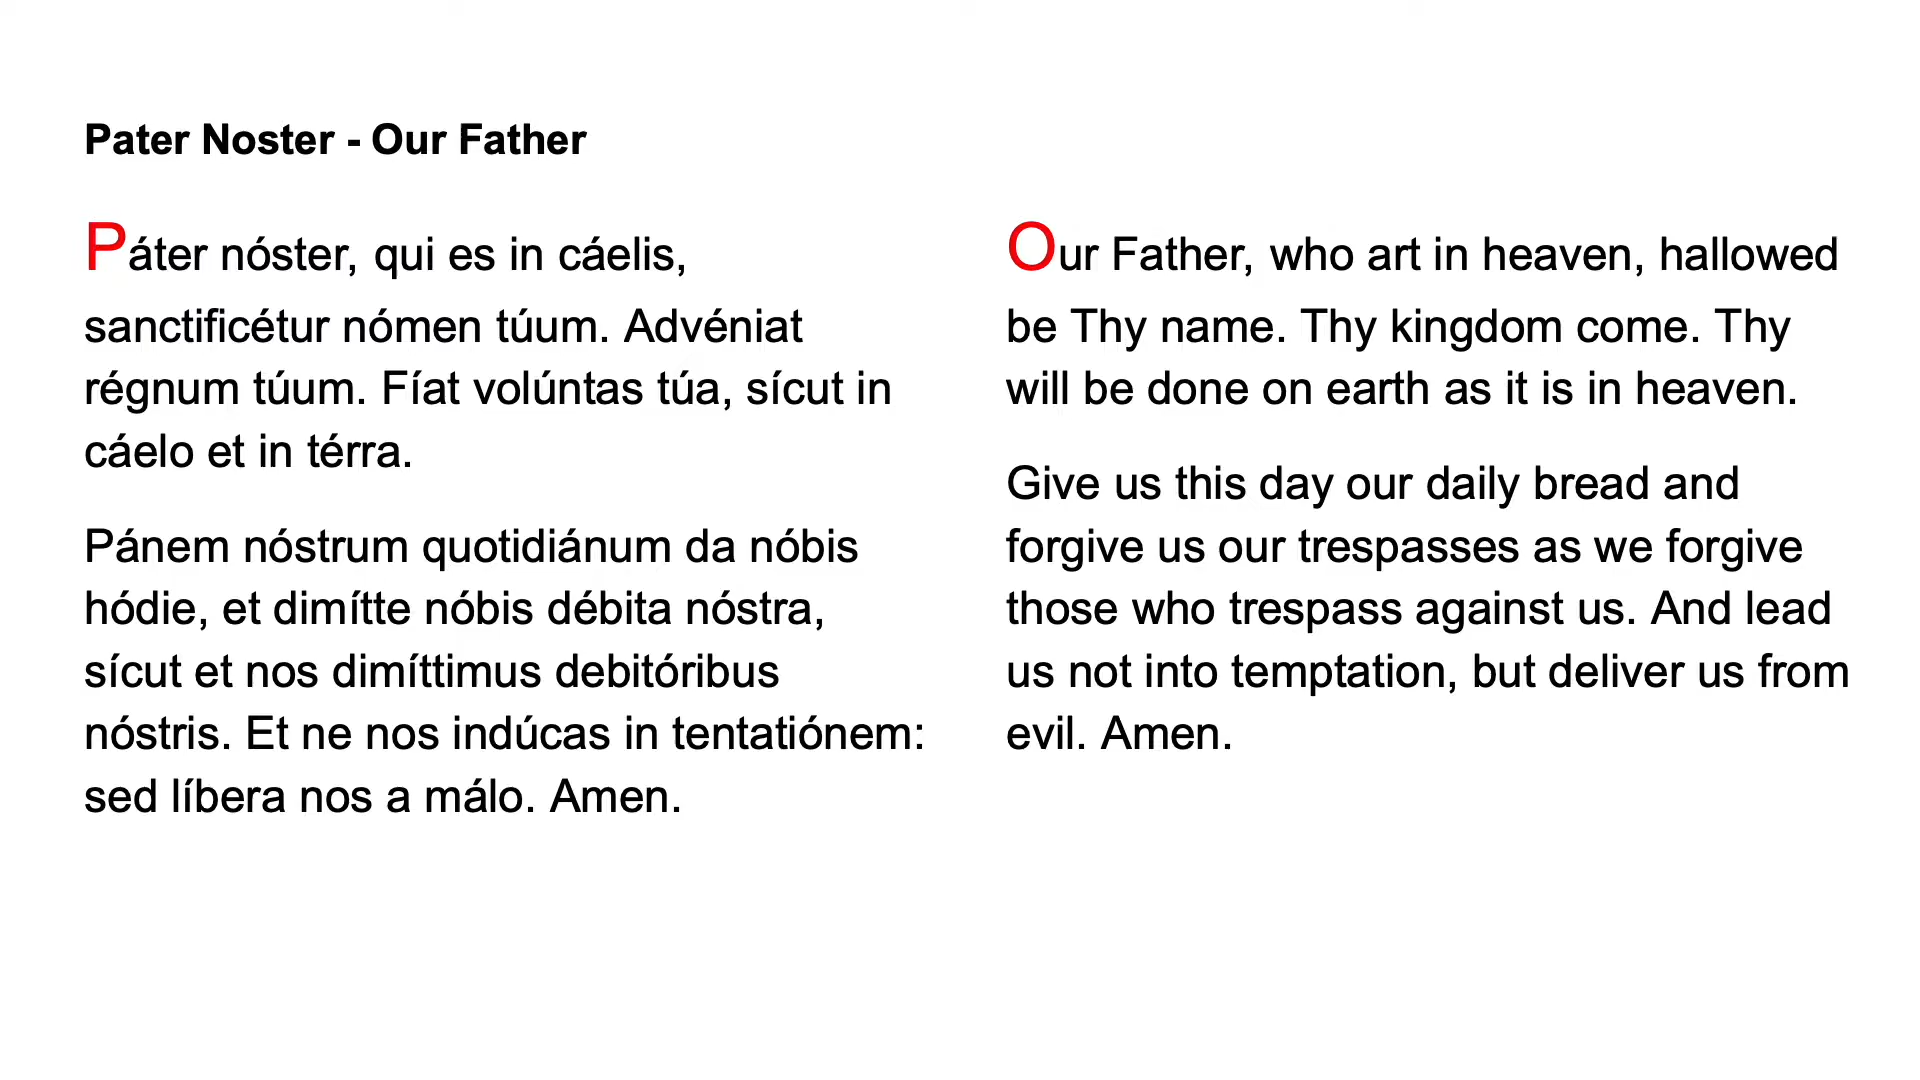 Pater Noster - Our Father
Páter nóster, qui es in cáelis,
sanctificétur nómen túum. Advéniat
régnum túum. Fíat volúntas túa, sícut in
cáelo et in térra.
Pánem nóstrum quotidiánum da nóbis
hódie, et dimítte nóbis débita nóstra,
sícut et nos dimíttimus debitóribus
nóstris. Et ne nos indúcas in tentatiónem:
sed líbera nos a málo. Amen.
Our Father, who art in heaven, hallowed
be Thy name. Thy kingdom come. Thy
will be done on earth as it is in heaven.
Give us this day our daily bread and
forgive us our trespasses as we forgive
those who trespass against us. And lead
us not into temptation, but deliver us from
evil. Amen.